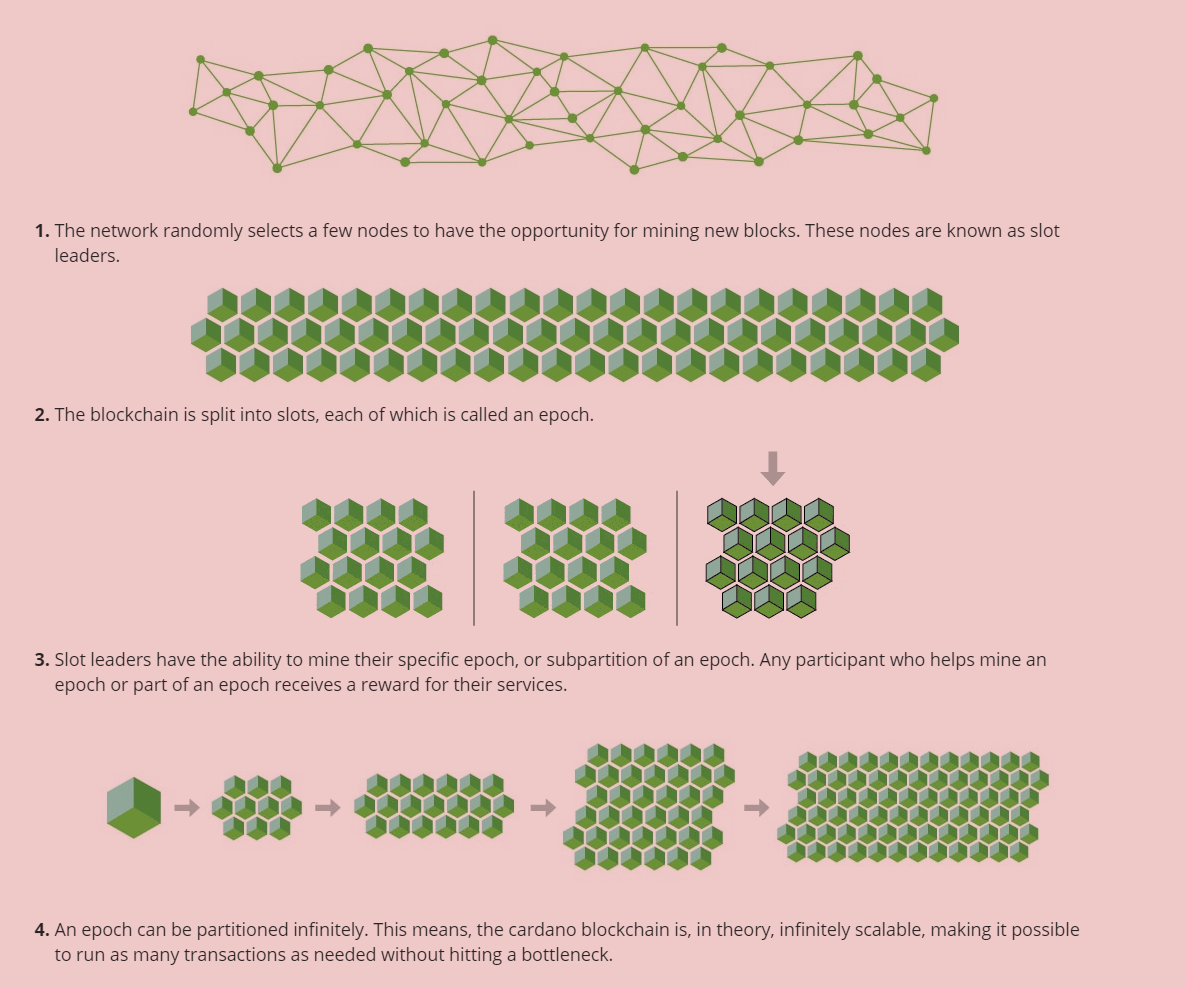 1. The network randomly selects a few nodes to have the opportunity for mining new blocks. These nodes are known as slot
leaders.
2. The blockchain is split into slots, each of which is called an epoch.
3. Slot leaders have the ability to mine their specific epoch, or subpartition of an epoch. Any participant who helps mine an
epoch or part of an epoch receives a reward for their services.
4. An epoch can be partitioned infinitely. This means, the cardano blockchain is, in theory, infinitely scalable, making it possible
to run as many transactions as needed without hitting a bottleneck.